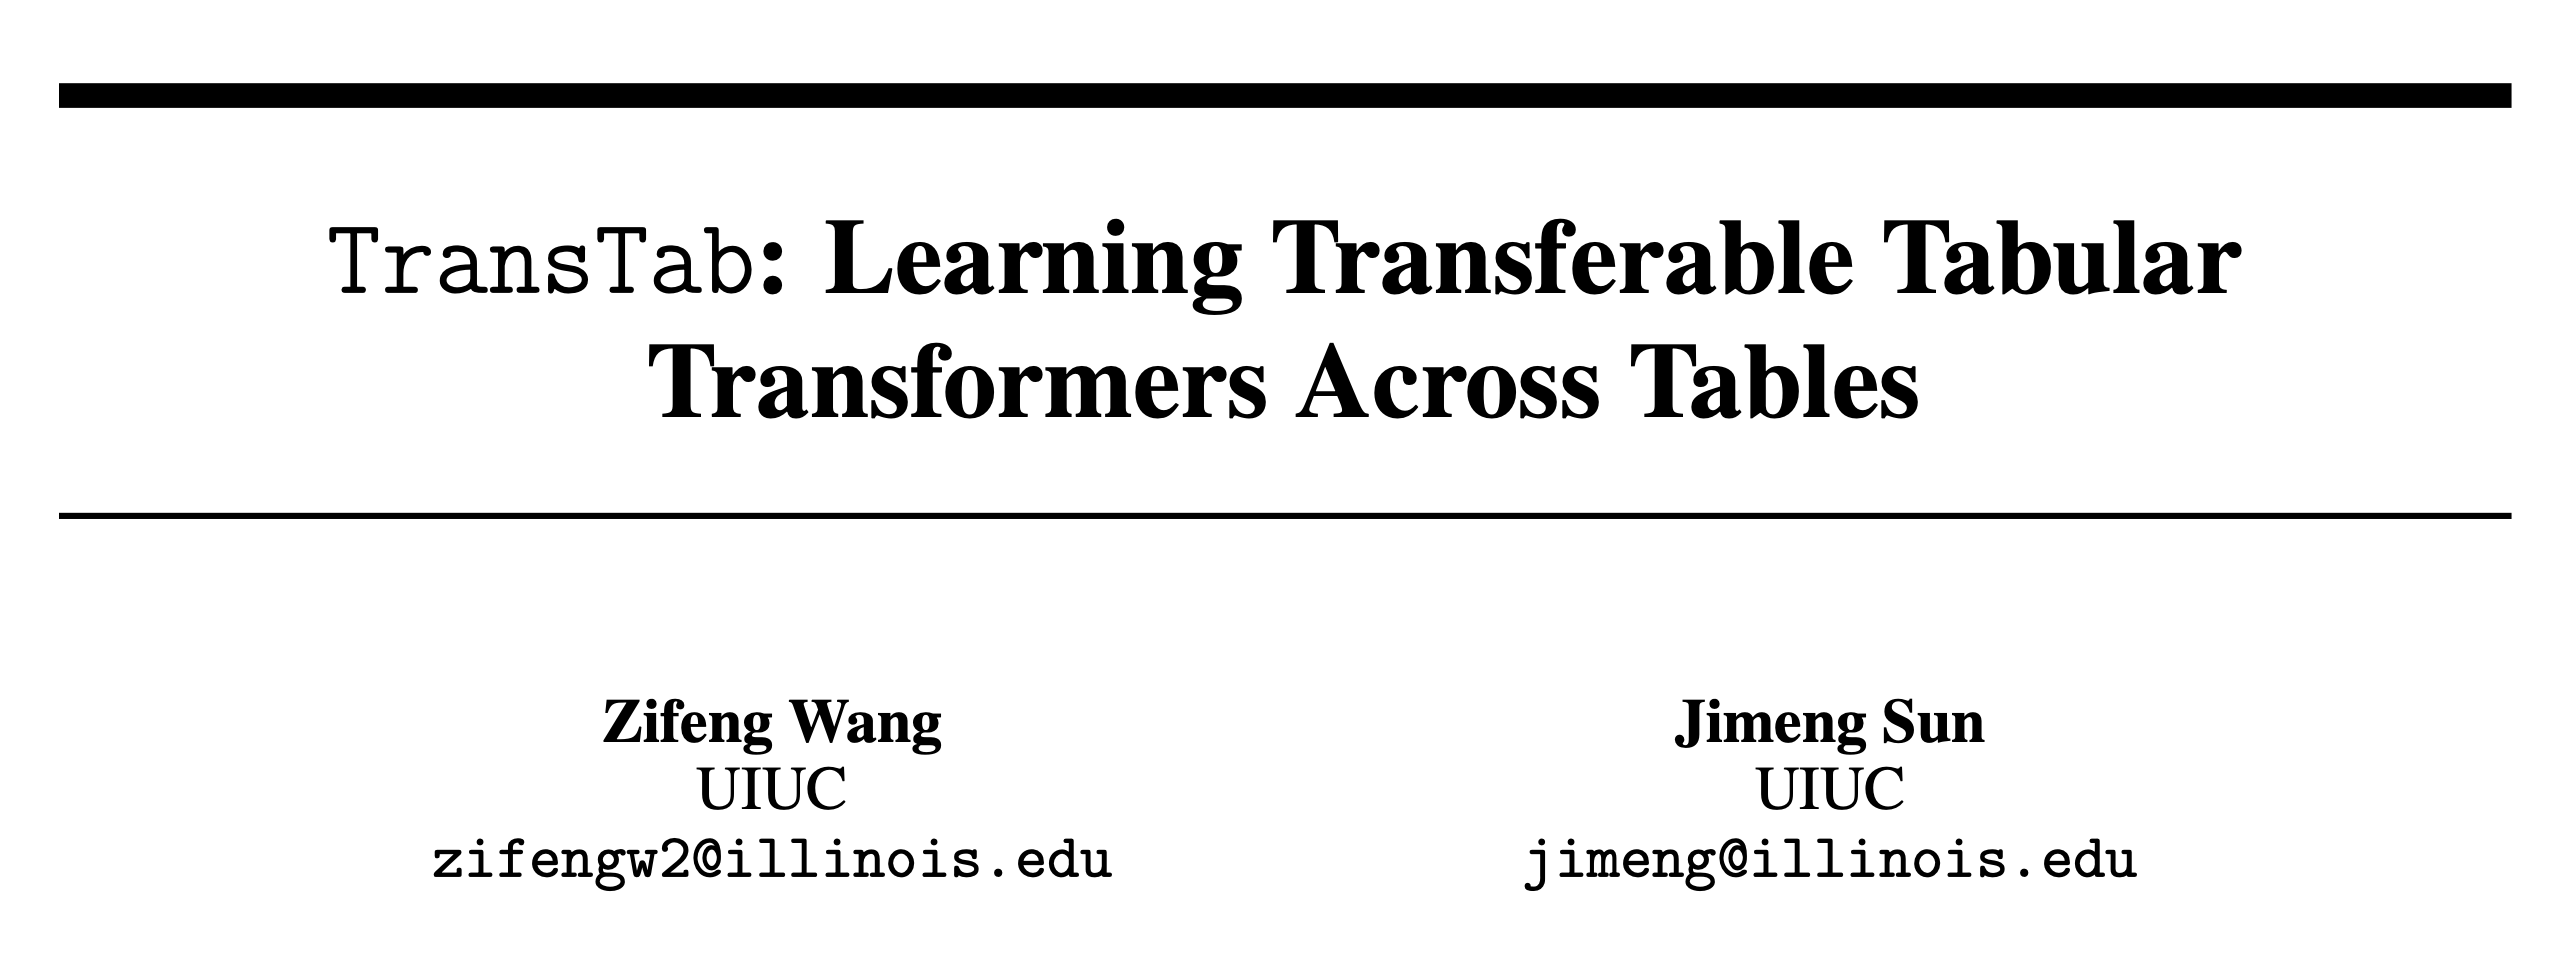 TransTab: Learning Transferable Tabular
Transformers Across Tables
Zifeng Wang
UIUC
zifengw2@illinois.edu
Jimeng Sun
UIUC
jimeng@illinois.edu